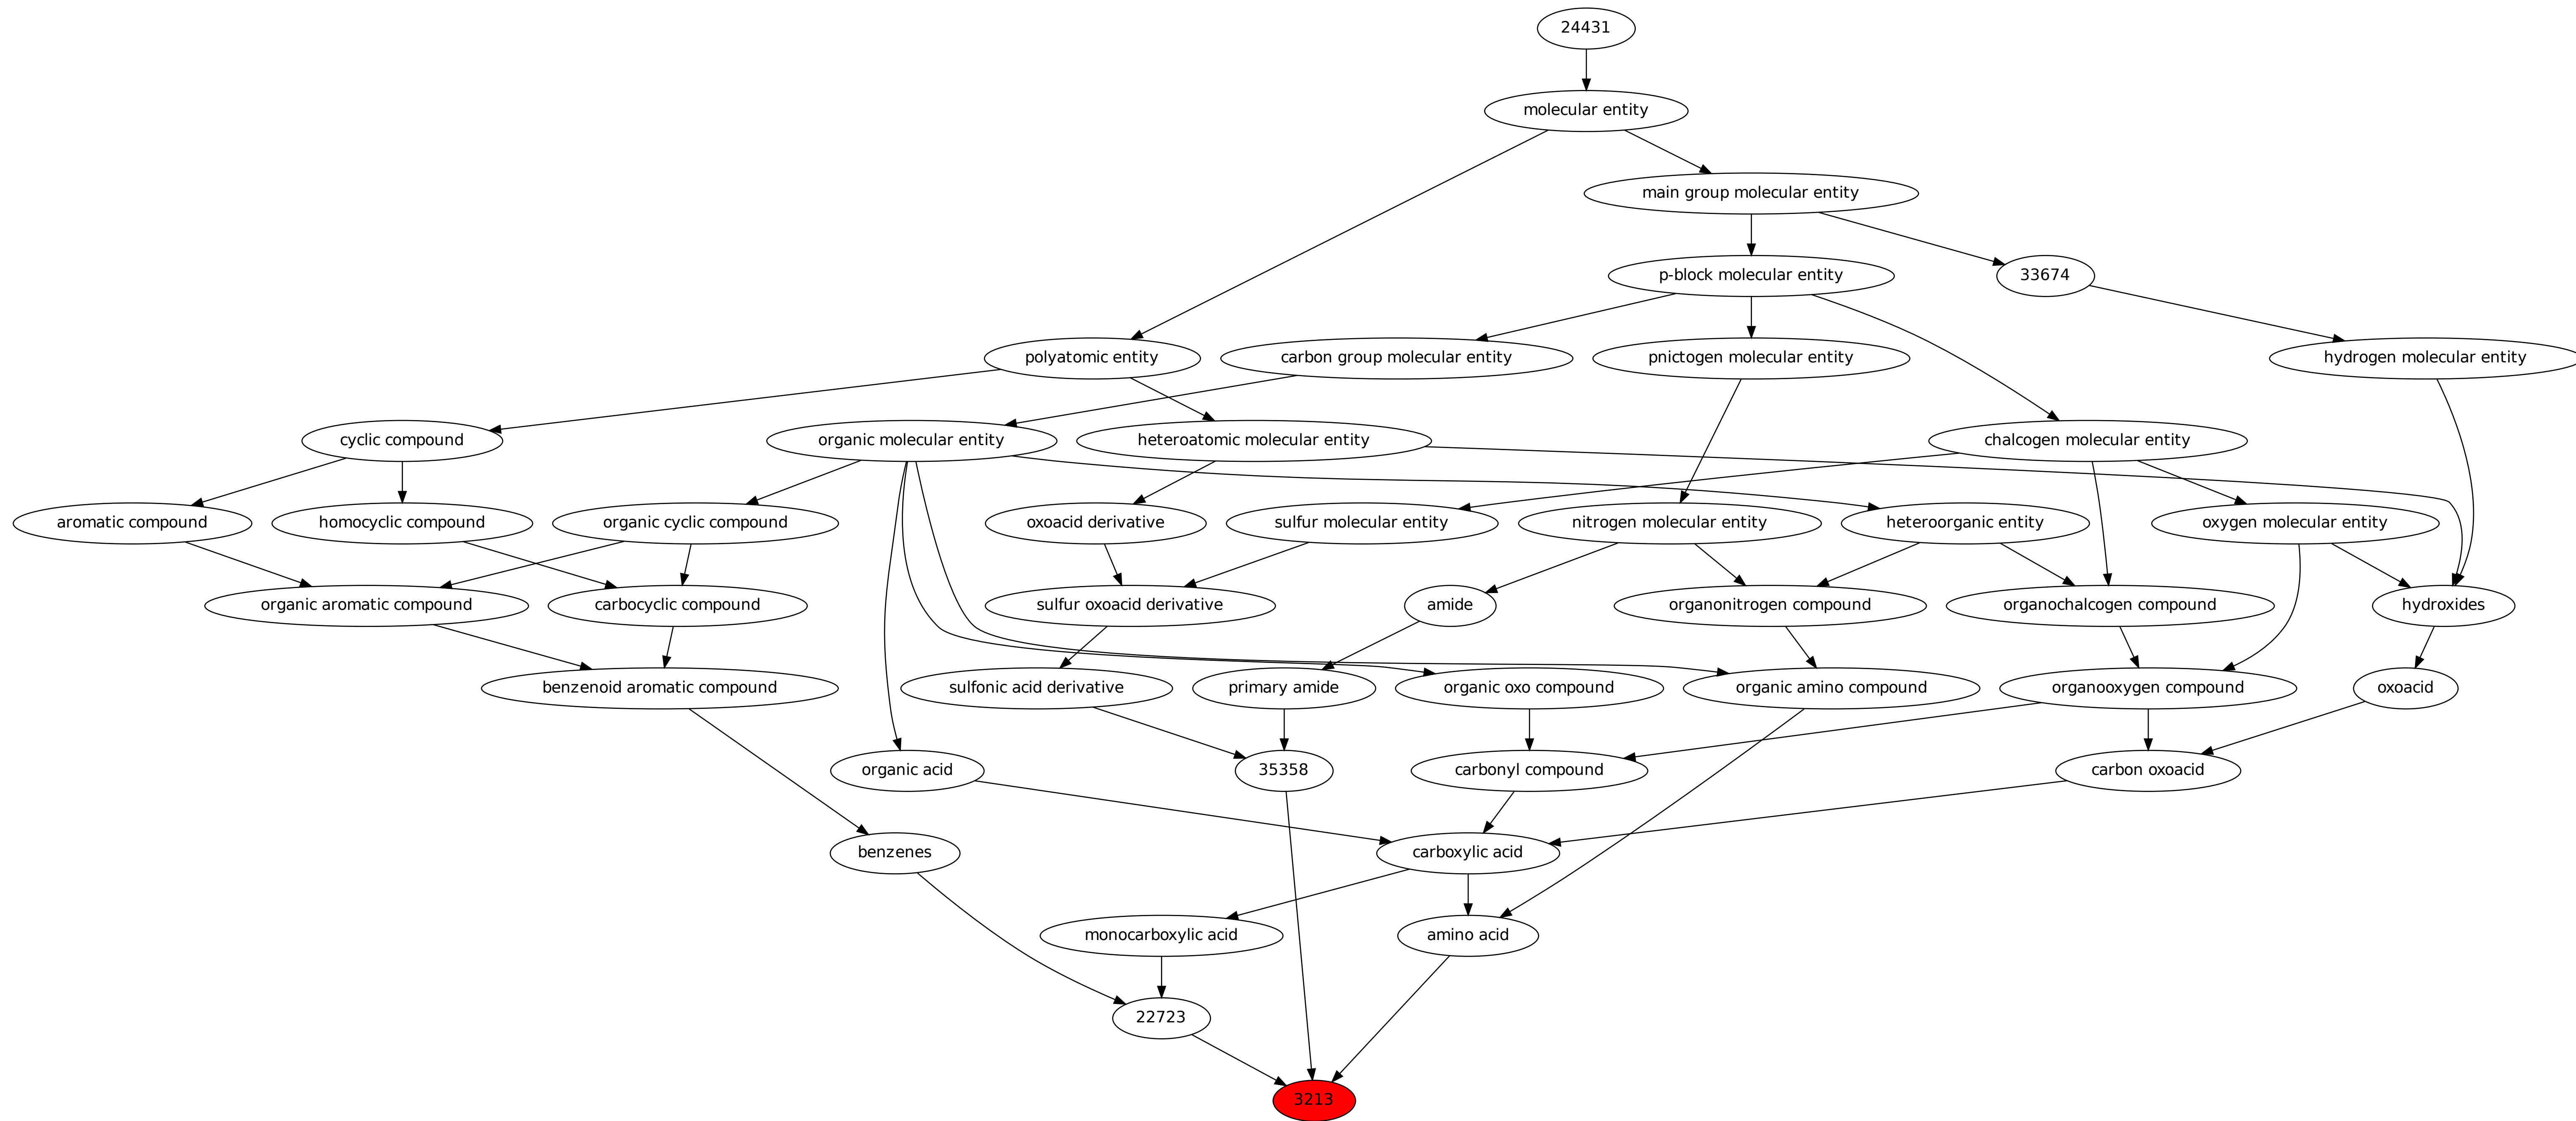 24431
molecular entity
main group molecular entity
p-block molecular entity
33674
polyatomic entity
carbon group molecular entity
pnictogen molecular entity
hydrogen molecular entity
cyclic compound
organic molecular entity
heteroatomic molecular entity
chalcogen molecular entity
aromatic compound
homocyclic compound
organic cyclic compound
oxoacid derivative
sulfur molecular entity
nitrogen molecular entity
heteroorganic entity
oxygen molecular entity
organic aromatic compound
carbocyclic compound
sulfur oxoacid derivative
amide
organonitrogen compound
organochalcogen compound
hydroxides
benzenoid aromatic compound
sulfonic acid derivative
primary amide
organic oxo compound
organic amino compound
organooxygen compound
oxoacid
organic acid
35358
carbonyl compound
carbon oxoacid
benzenes
carboxylic acid
monocarboxylic acid
amino acid
22723
3213